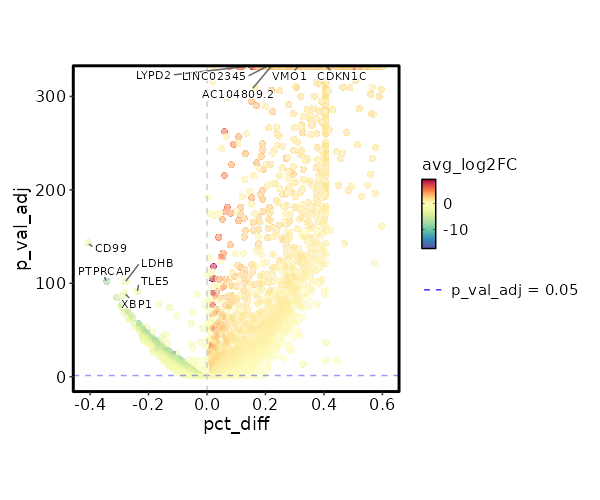 LYPD2
LINC02345
VMO1
CDKN1C
AC104809.2
CD99
LDHB
PTPRCAP
TLE5
XBP1
300
200
100
0
p_val_adj
-0.4
-0.2
0.0
0.2
0.4
0.6
pct_diff
avg_log2FC
0
-10
p_val_adj = 0.05